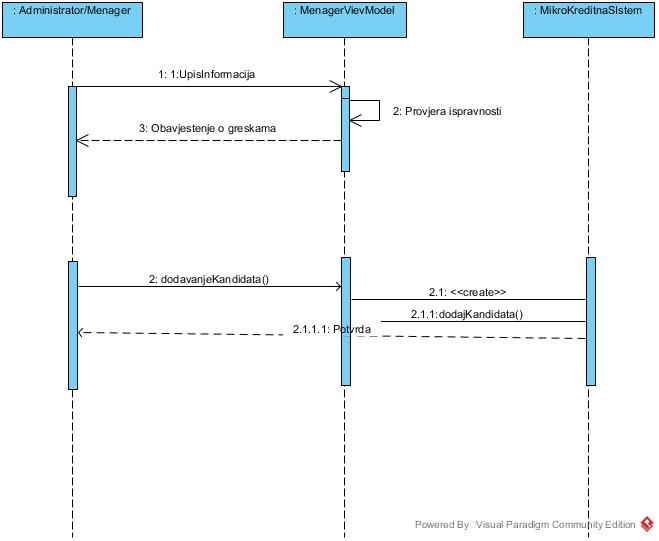 : Administrator/Menager
: MenagerVievModel
: MikroKreditnaSIstem
1: 1:UpisInformacija
2: Provjera ispravnosti
3: Obavjestenje o greskama
2: dodavanjeKandidata()
2.1: <<create>>
2.1.1:dodajKandidata()
2.1.1.1: Potvrda
Powered By Visual Paradigm Community Edition